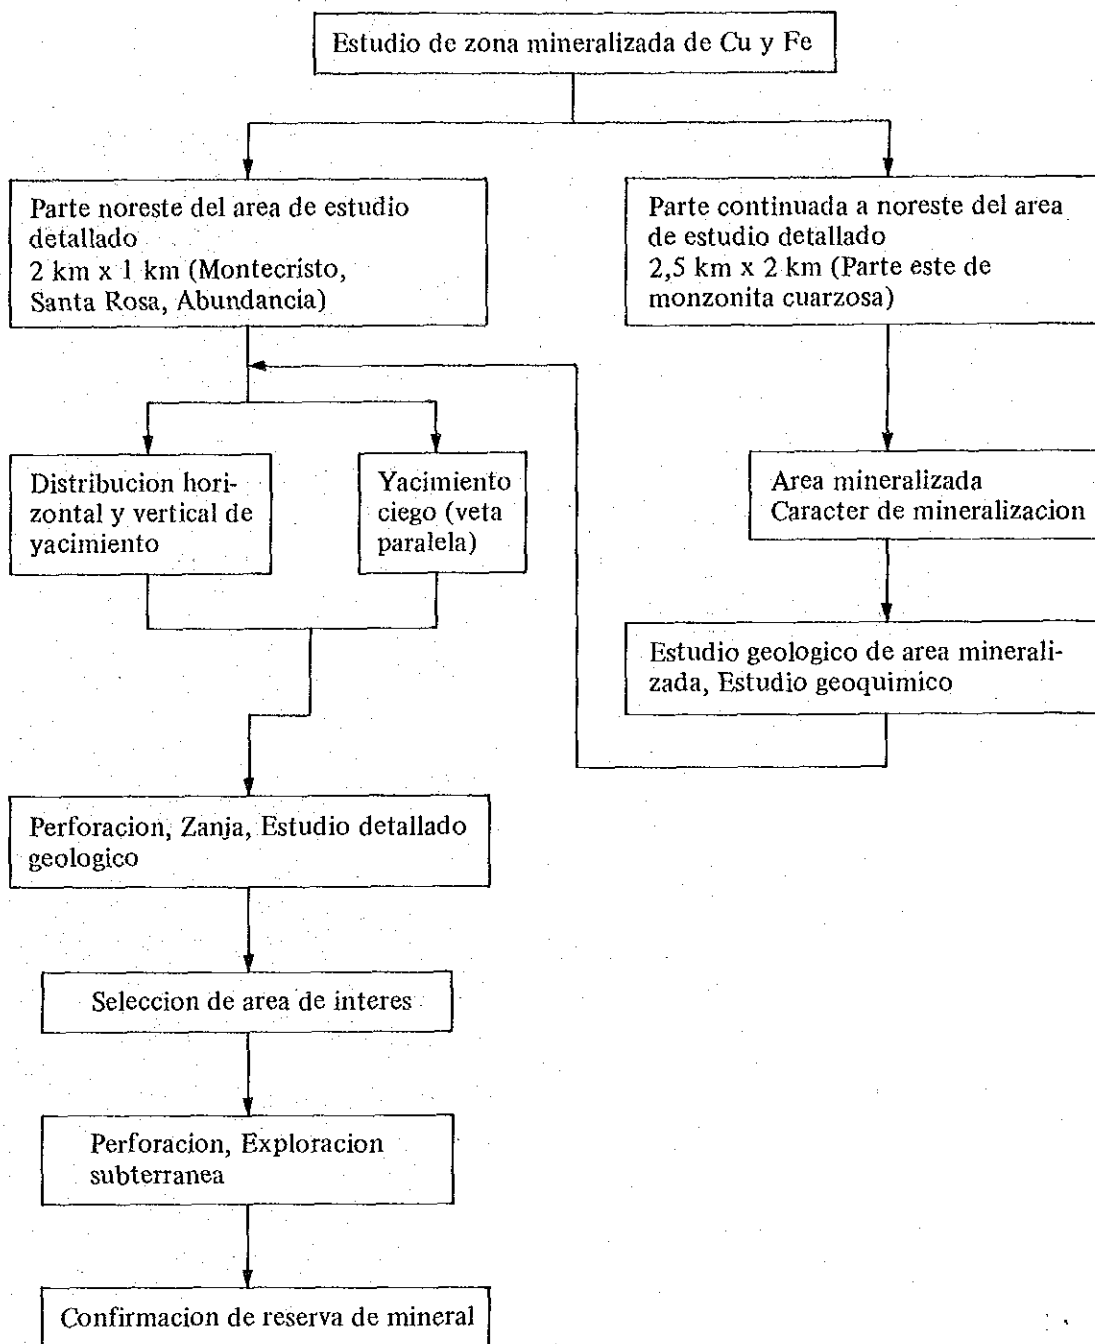 Estudio de zona mineralizada de Cu y Fe
Parte noreste del area de estudio
detallado
2 km x 1 km (Montecristo,
Santa Rosa, Abundancia)
Parte continuada a noreste del area
de estudio detallado
2,5 km x 2 km (Parte este de
monzonita cuarzosa)
Distribucion hori-
zontal y vertical de
yacimiento
Yacimiento
ciego (veta
paralela)
Area mineralizada
Caracter de mineralizacion
Estudio geologico de area minerali-
zada, Estudio geoquimico
Perforacion, Zanja, Estudio detallado
geologico
Seleccion de area de interes
Perforacion, Exploracion
subterranea
Confirmacion de reserva de mineral